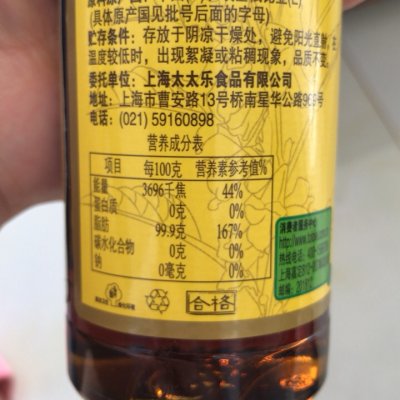 (具体原产国见批号后面的字母)
贮存条件：存放于阴凉干燥处，避免阳光直射，
温度较低时，出现絮凝或粘稠现象，品质不变。
委托单位：上海太太乐食品有限公司
地址：上海市曹安路13号桥南星华公路969号
电话：(021) 59160898
营养成分表
项目 每100克 营养素参考值%
能量 3696千焦 44%
蛋白质 0克 0%
脂肪 99.9克 167%
碳水化合物 0克 0%
钠 0毫克 0%
合格
消费者服务中心